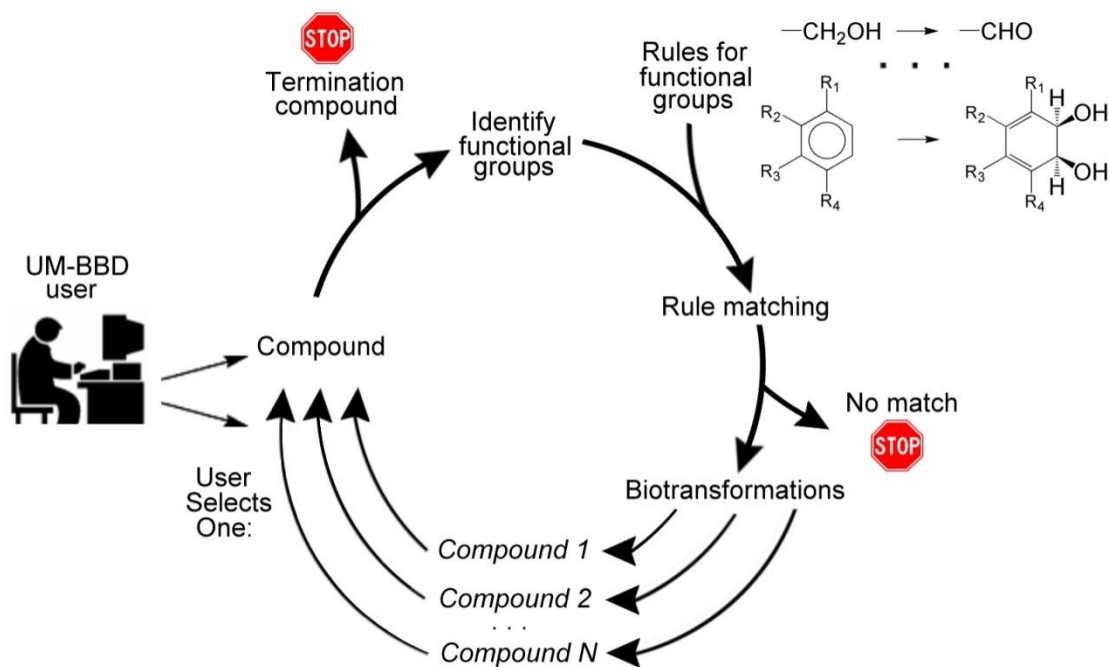 STOP
Termination
compound
Identify
functional
groups
Rules for
functional
groups
—CH₂OH → —CHO
. . .
R₁
R₂
R₃
R₄
R₁
H
OH
R₂
R₃
H
OH
R₄
UM-BBD
user
Compound
Rule matching
No match
STOP
User
Selects
One:
Biotransformations
Compound 1
Compound 2
. . .
Compound N